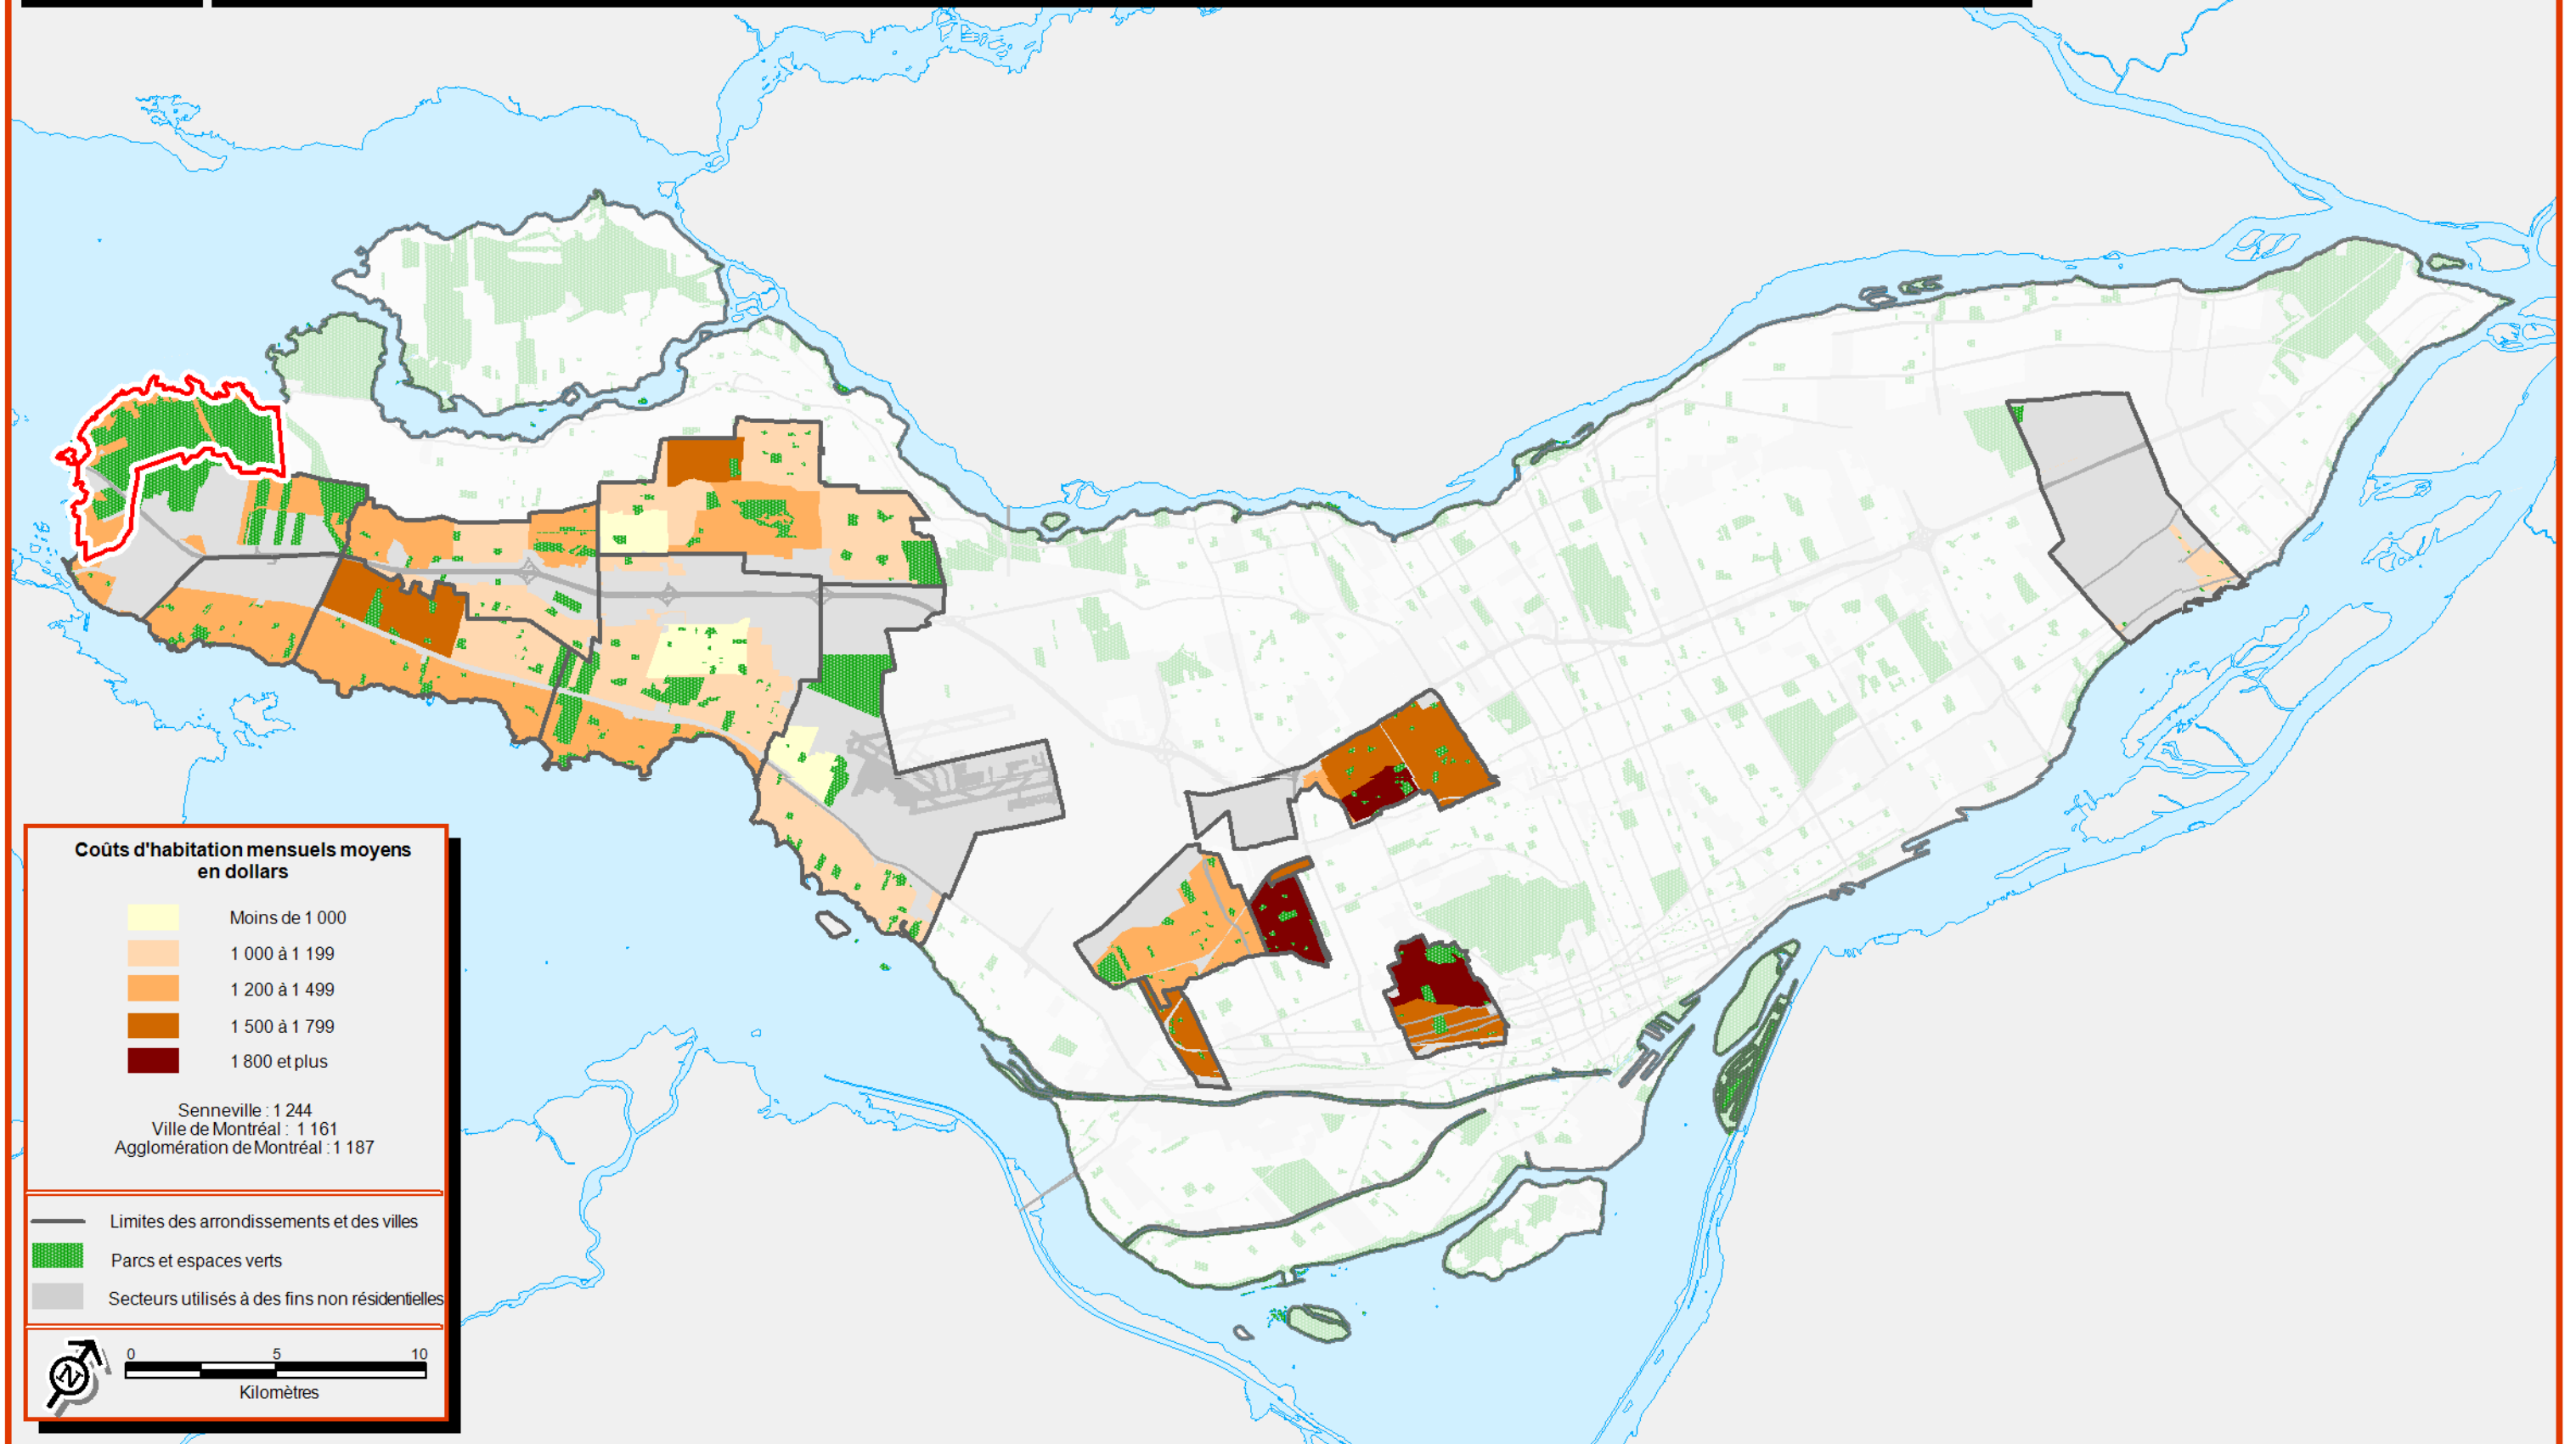 Coûts d'habitation mensuels moyens
en dollars
Moins de 1 000
1 000 à 1 199
1 200 à 1 499
1 500 à 1 799
1 800 et plus
Senneville : 1 244
Ville de Montréal : 1 161
Agglomération de Montréal : 1 187
Limites des arrondissements et des villes
Parcs et espaces verts
Secteurs utilisés à des fins non résidentielles
N
0 5 10
Kilomètres